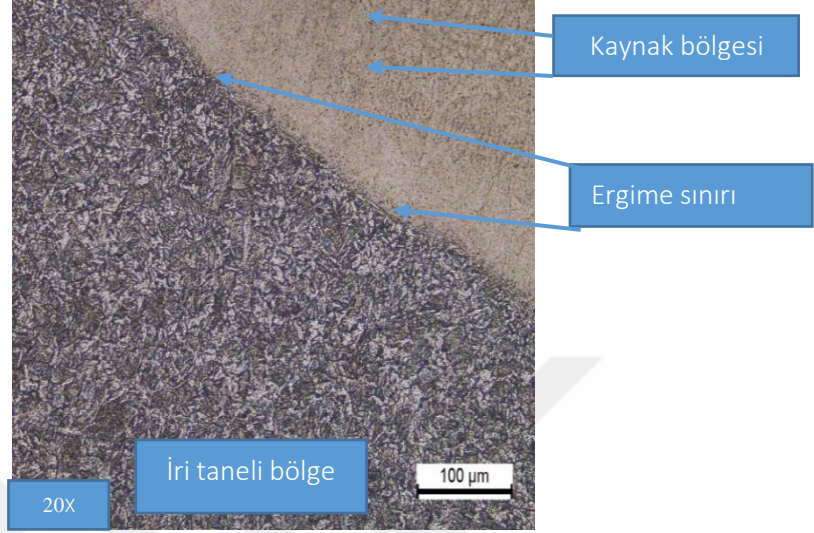 Kaynak bölgesi
Ergime sınırı
İri taneli bölge
100 µm
20X